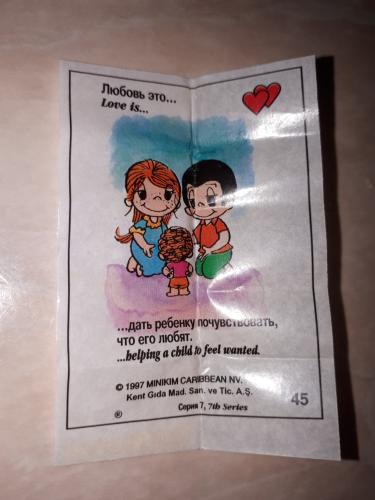 Любовь это...
Love is...
...дать ребенку почувствовать,
что его любят.
...helping a child to feel wanted.
© 1997 MINIKIM CARIBBEAN NV.
Kent Gıda Mad. San. ve Tic. A.Ş.
45
® Серия 7, 7th Series